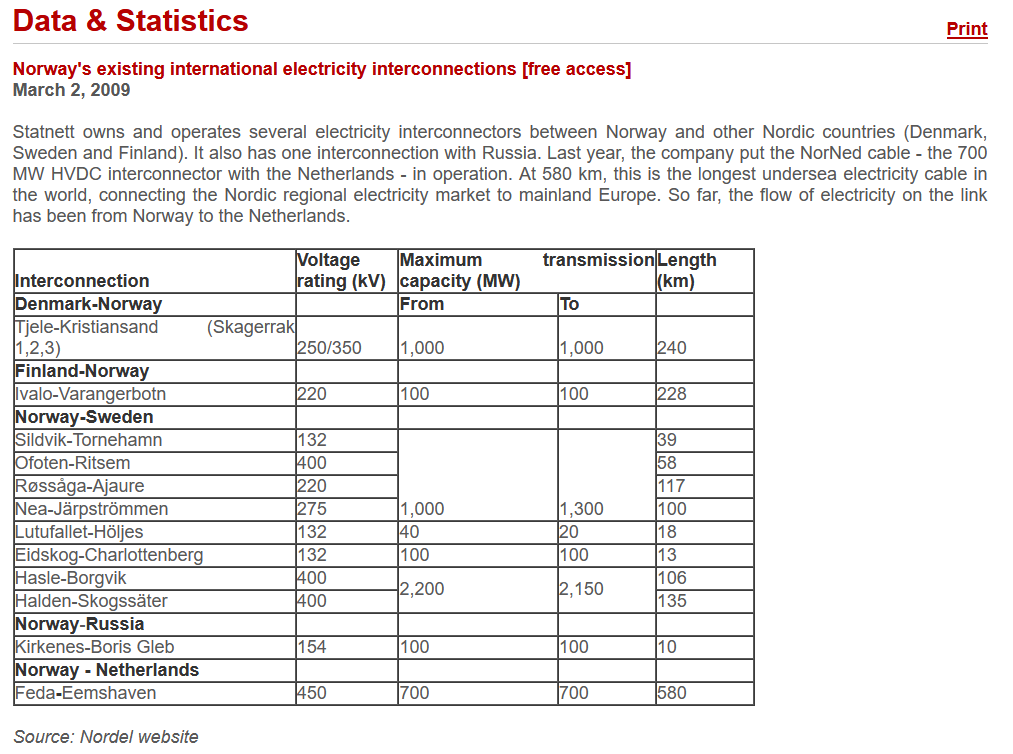 Data & Statistics
Print
Norway's existing international electricity interconnections [free access]
March 2, 2009
Statnett owns and operates several electricity interconnectors between Norway and other Nordic countries (Denmark,
Sweden and Finland). It also has one interconnection with Russia. Last year, the company put the NorNed cable - the 700
MW HVDC interconnector with the Netherlands - in operation. At 580 km, this is the longest undersea electricity cable in
the world, connecting the Nordic regional electricity market to mainland Europe. So far, the flow of electricity on the link
has been from Norway to the Netherlands.
Interconnection Voltage rating (kV) Maximum transmission capacity (MW) Length (km)
Denmark-Norway From To
Tjele-Kristiansand (Skagerrak 1,2,3) 250/350 1,000 1,000 240
Finland-Norway
Ivalo-Varangerbotn 220 100 100 228
Norway-Sweden
Sildvik-Tornehamn 132 39
Ofoten-Ritsem 400 58
Røssåga-Ajaure 220 117
Nea-Järpströmmen 275 1,000 1,300 100
Lutufallet-Höljes 132 40 20 18
Eidskog-Charlottenberg 132 100 100 13
Hasle-Borgvik 400 2,200 2,150 106
Halden-Skogssäter 400 135
Norway-Russia
Kirkenes-Boris Gleb 154 100 100 10
Norway - Netherlands
Feda-Eemshaven 450 700 700 580
Source: Nordel website